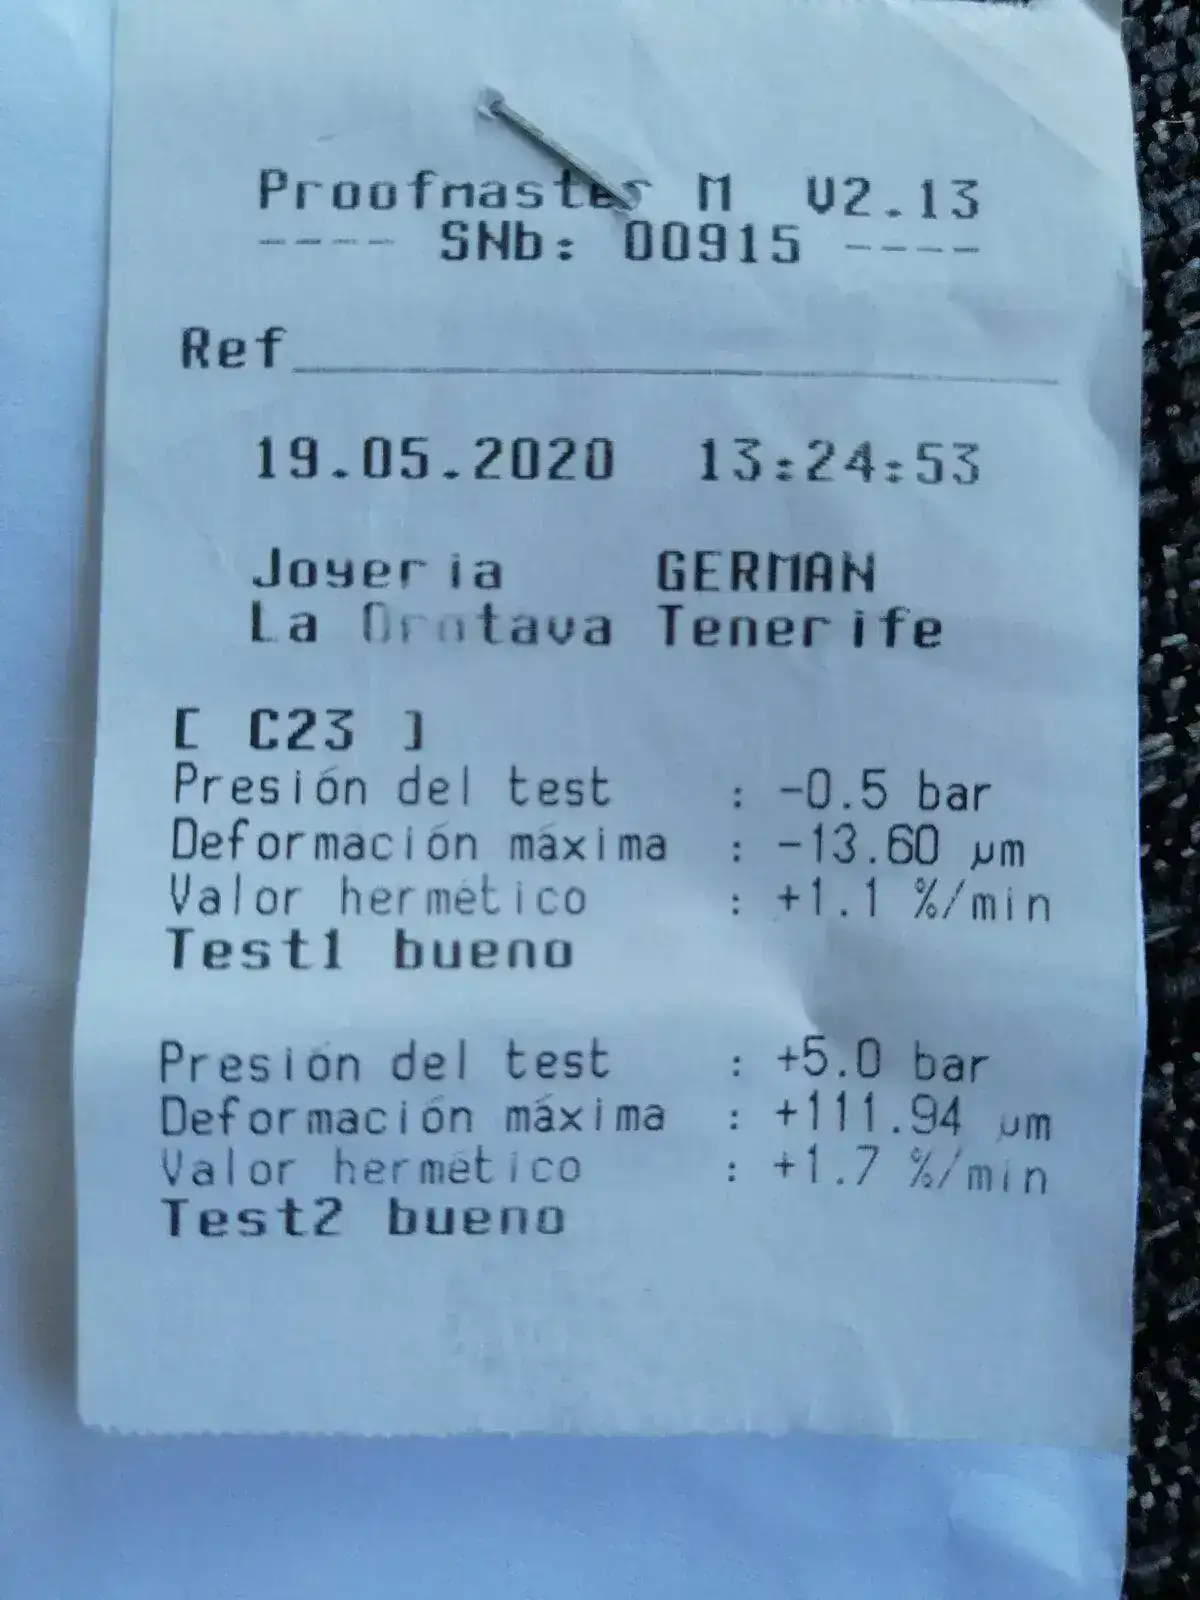 Proofmaster M V2.13
---- SNb: 00915 ----
Ref
19.05.2020 13:24:53
Joyeria GERMAN
La Orotava Tenerife
[ C23 ]
Presión del test : -0.5 bar
Deformación máxima : -13.60 µm
Valor hermético : +1.1 %/min
Test1 bueno
Presión del test : +5.0 bar
Deformación máxima : +111.94 µm
Valor hermético : +1.7 %/min
Test2 bueno